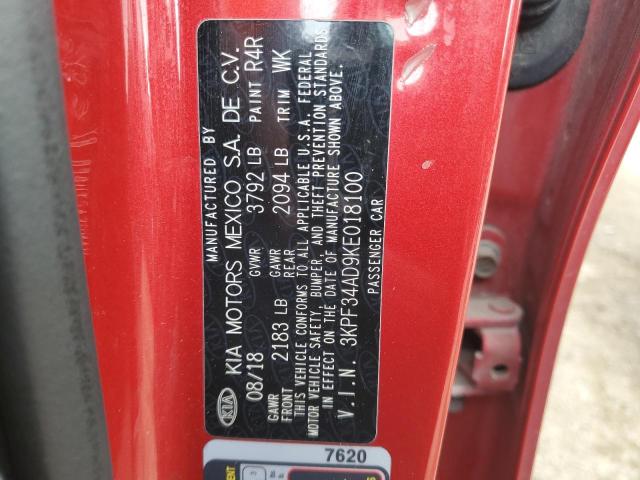 MANUFACTURED BY
KIA KIA MOTORS MEXICO S.A. DE C.V.
08/18 GVWR 3792 LB PAINT R4R
GAWR FRONT 2183 LB GAWR REAR 2094 LB TRIM WK
THIS VEHICLE CONFORMS TO ALL APPLICABLE U.S.A. FEDERAL
MOTOR VEHICLE SAFETY, BUMPER, AND THEFT PREVENTION STANDARDS
IN EFFECT ON THE DATE OF MANUFACTURE SHOWN ABOVE.
V.I.N. 3KPF34AD9KE018100
PASSENGER CAR
7620